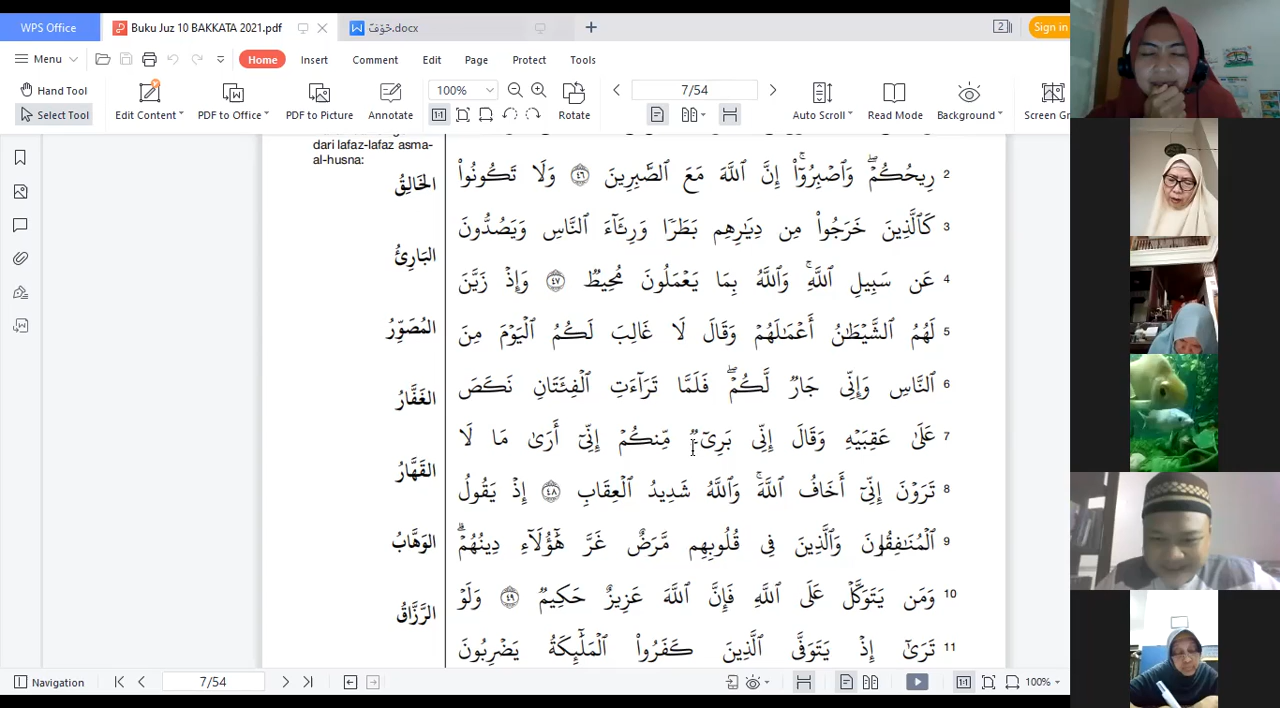 WPS Office
Buku Juz 10 BAKKATA 2021.pdf
خَوۡفٞ.docx
2
Sign in
Menu
Home
Insert
Comment
Edit
Page
Protect
Tools
Hand Tool
Select Tool
Edit Content
PDF to Office
PDF to Picture
Annotate
100%
Rotate
7/54
Auto Scroll
Read Mode
Background
Screen Gr
dari lafaz-lafaz asma-
al-husna:
الخَالِقُ
البَارِئُ
المُصَوِّرُ
الغَفَّارُ
القَهَّارُ
الوَهَّابُ
الرَّزَّاقُ
2 رِيحُكُمۡۖ وَٱصۡبِرُوٓاْۚ إِنَّ ٱللَّهَ مَعَ ٱلصَّٰبِرِينَ ٤٦ وَلَا تَكُونُواْ
3 كَٱلَّذِينَ خَرَجُواْ مِن دِيَٰرِهِم بَطَرٗا وَرِئَآءَ ٱلنَّاسِ وَيَصُدُّونَ
4 عَن سَبِيلِ ٱللَّهِۚ وَٱللَّهُ بِمَا يَعۡمَلُونَ مُحِيطٞ ٤٧ وَإِذۡ زَيَّنَ
5 لَهُمُ ٱلشَّيۡطَٰنُ أَعۡمَٰلَهُمۡ وَقَالَ لَا غَالِبَ لَكُمُ ٱلۡيَوۡمَ مِنَ
6 ٱلنَّاسِ وَإِنِّي جَارٞ لَّكُمۡۖ فَلَمَّا تَرَآءَتِ ٱلۡفِئَتَانِ نَكَصَ
7 عَلَىٰ عَقِبَيۡهِ وَقَالَ إِنِّي بَرِيٓءٞ مِّنكُمۡ إِنِّيٓ أَرَىٰ مَا لَا
8 تَرَوۡنَ إِنِّيٓ أَخَافُ ٱللَّهَۚ وَٱللَّهُ شَدِيدُ ٱلۡعِقَابِ ٤٨ إِذۡ يَقُولُ
9 ٱلۡمُنَٰفِقُونَ وَٱلَّذِينَ فِي قُلُوبِهِم مَّرَضٌ غَرَّ هَٰٓؤُلَآءِ دِينُهُمۡۗ
10 وَمَن يَتَوَكَّلۡ عَلَى ٱللَّهِ فَإِنَّ ٱللَّهَ عَزِيزٌ حَكِيمٞ ٤٩ وَلَوۡ
11 تَرَىٰٓ إِذۡ يَتَوَفَّى ٱلَّذِينَ كَفَرُواْ ٱلۡمَلَٰٓئِكَةُ يَضۡرِبُونَ
Navigation
7/54
100%